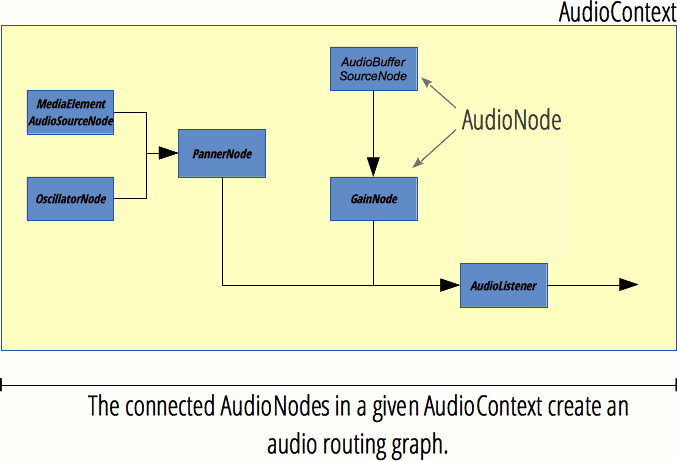 AudioContext
AudioBuffer
SourceNode
MediaElement
AudioSourceNode
AudioNode
PannerNode
OscillatorNode
GainNode
AudioListener
The connected AudioNodes in a given AudioContext create an
audio routing graph.